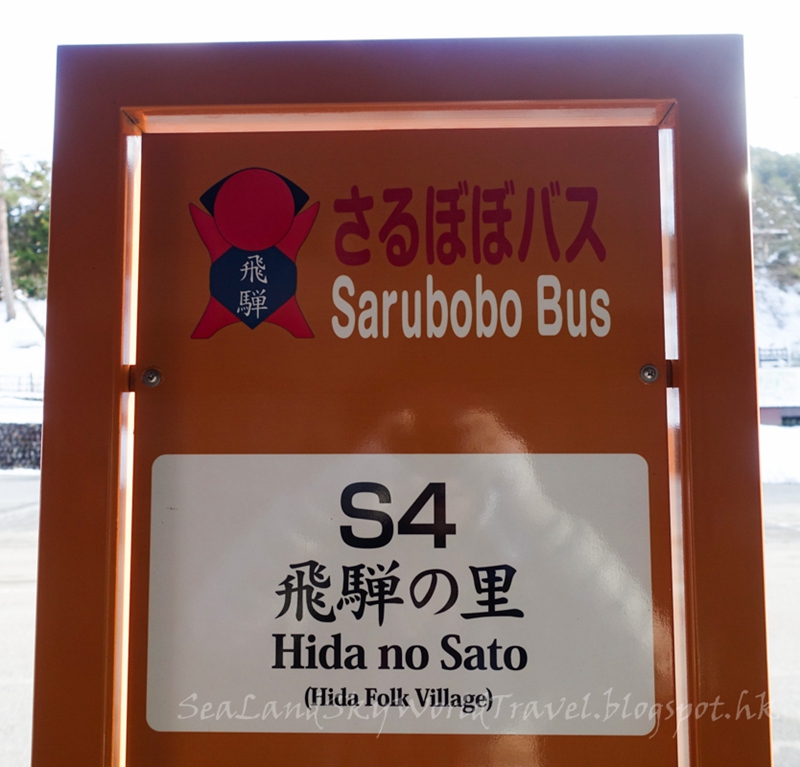 さるぼぼバス
飛騨
Sarubobo Bus
S4
飛騨の里
Hida no Sato
(Hida Folk Village)
SeaLandSkyWorldTravel.blogspot.hk